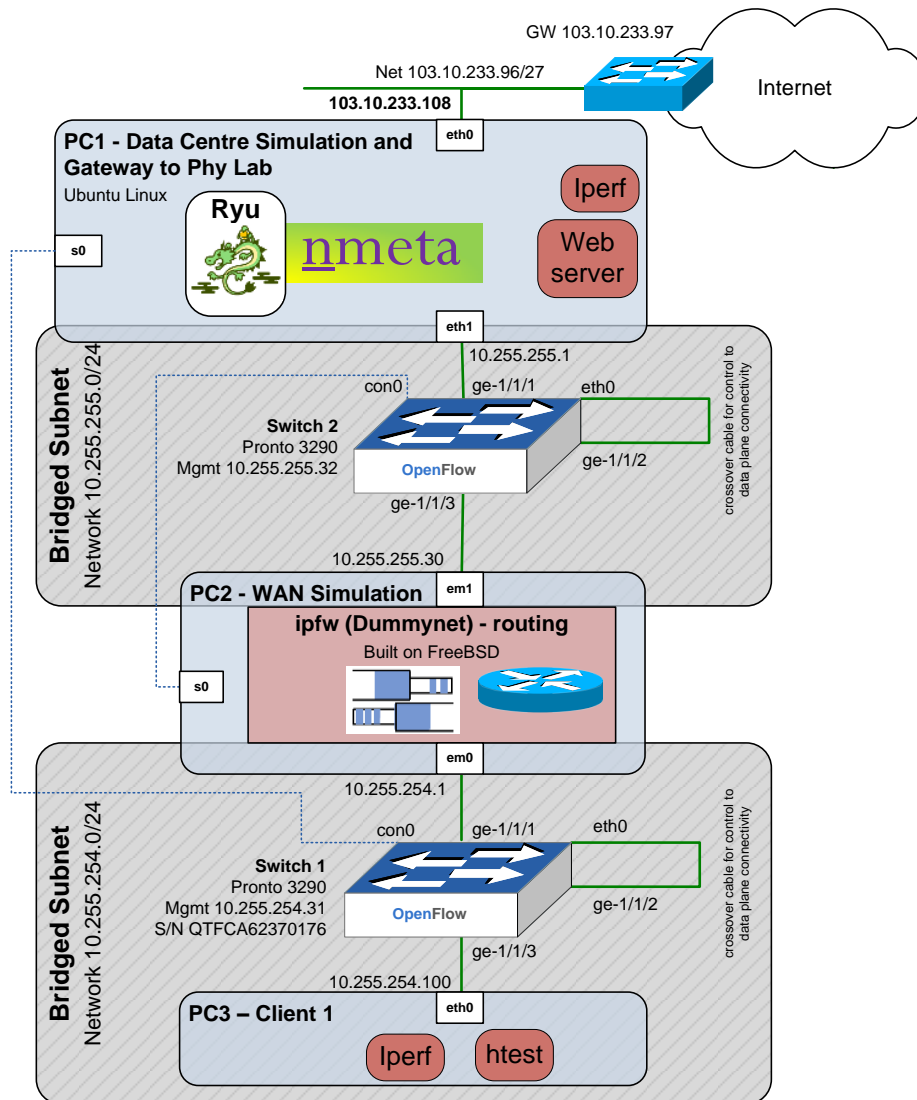 GW 103.10.233.97
Internet
Net 103.10.233.96/27
103.10.233.108
eth0
PC1 - Data Centre Simulation and
Gateway to Phy Lab
Ubuntu Linux
Iperf
Ryu
nmeta
Web
server
s0
eth1
Bridged Subnet
Network 10.255.255.0/24
10.255.255.1
con0
ge-1/1/1
eth0
Switch 2
Pronto 3290
Mgmt 10.255.255.32
OpenFlow
ge-1/1/2
ge-1/1/3
crossover cable for control to
data plane connectivity
10.255.255.30
em1
PC2 - WAN Simulation
ipfw (Dummynet) - routing
Built on FreeBSD
s0
em0
Bridged Subnet
Network 10.255.254.0/24
10.255.254.1
con0
ge-1/1/1
eth0
Switch 1
Pronto 3290
Mgmt 10.255.254.31
S/N QTFCA62370176
OpenFlow
ge-1/1/2
ge-1/1/3
crossover cable for control to
data plane connectivity
10.255.254.100
eth0
PC3 – Client 1
Iperf
htest